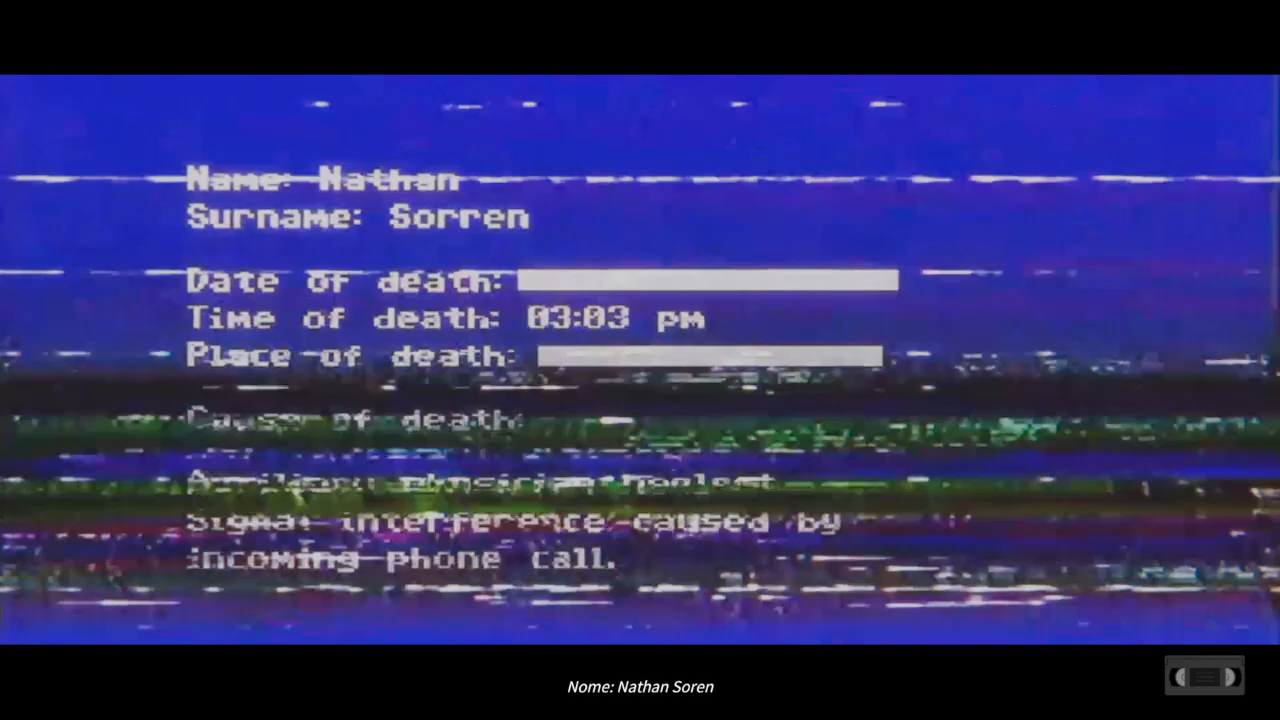 Name: Nathan
Surname: Sorren
Date of death:
Time of death: 03:03 pm
Place of death:
Cause of death:
physician
Signal interference caused by
incoming phone call.
Nome: Nathan Soren